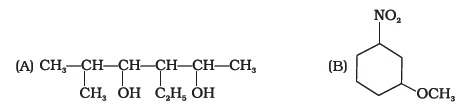 NO₂
(A) CH₃—CH—CH—CH—CH—CH₃
(B)
CH₃ OH C₂H₅ OH
OCH₃